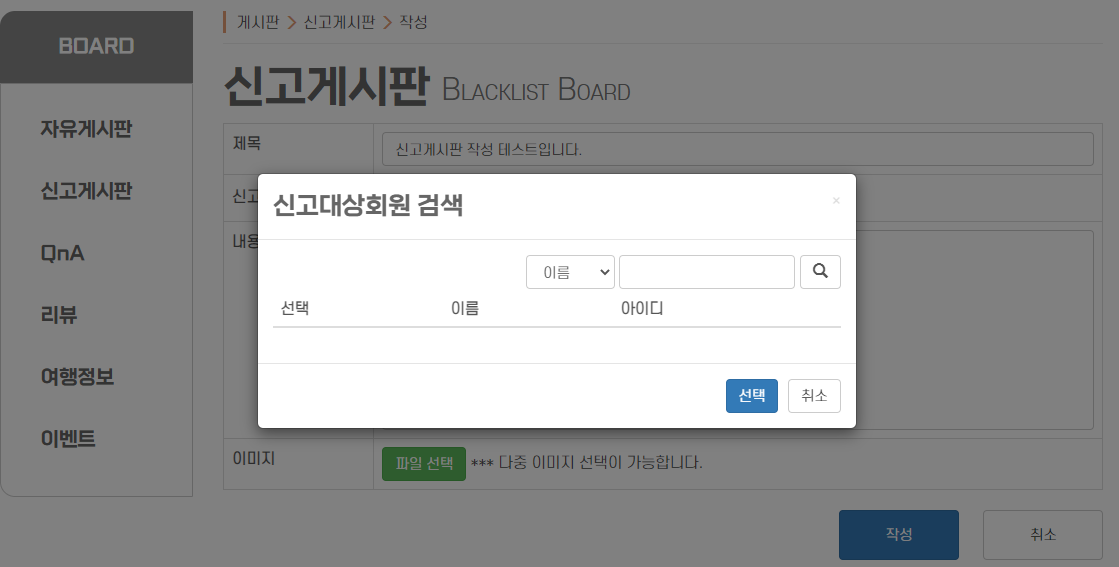 BOARD
자유게시판
신고게시판
QnA
리뷰
여행정보
이벤트
게시판 > 신고게시판 > 작성
신고게시판 BLACKLIST BOARD
제목 신고게시판 작성 테스트입니다.
신고
내용
신고대상회원 검색 ×
이름
선택 이름 아이디
선택 취소
이미지 파일 선택 *** 다중 이미지 선택이 가능합니다.
작성 취소